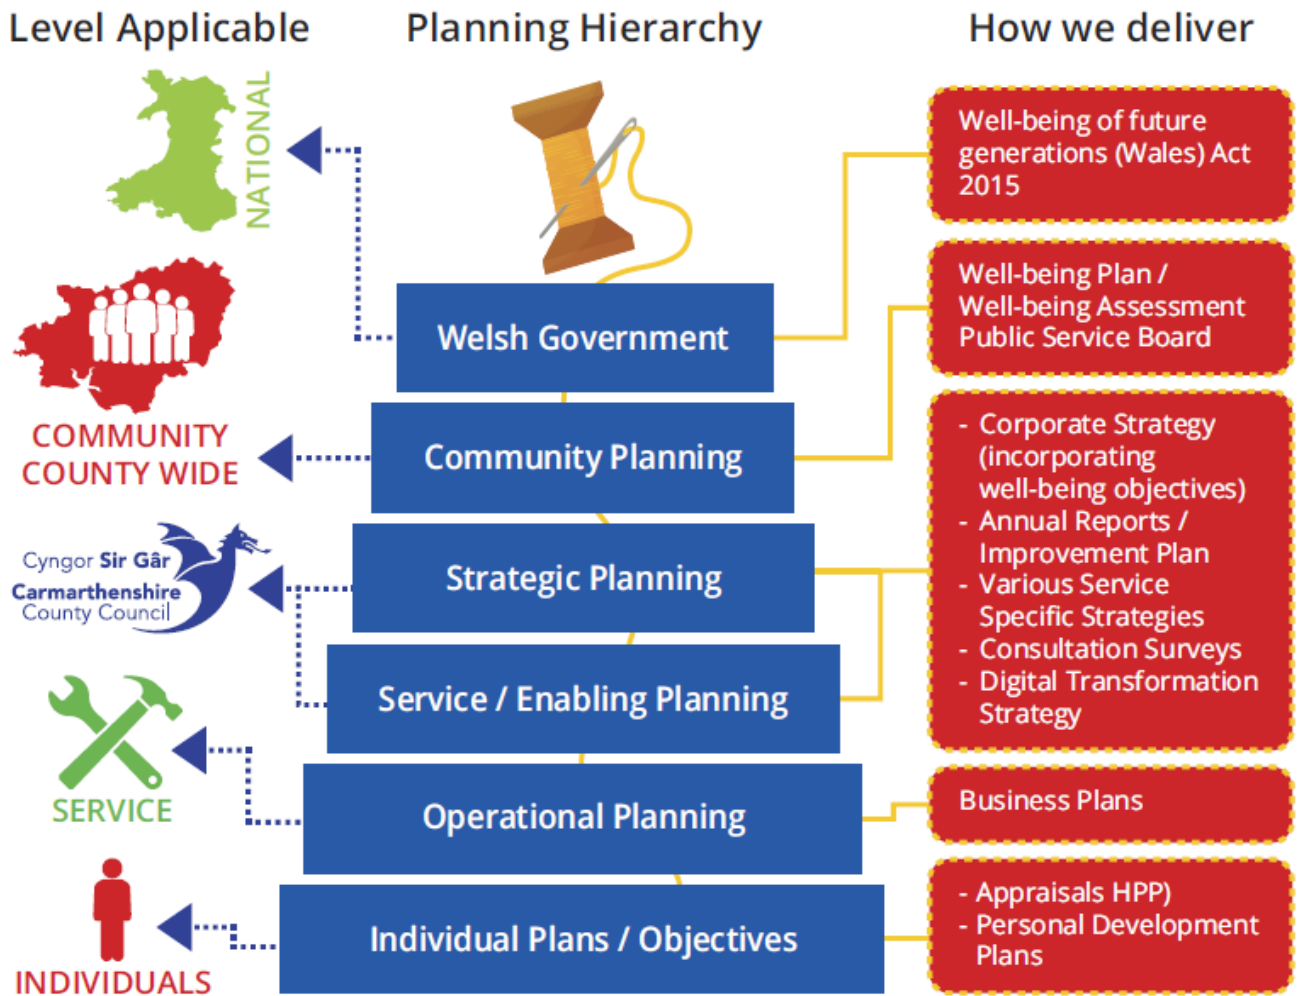 Level Applicable
Planning Hierarchy
How we deliver
NATIONAL
COMMUNITY
COUNTY WIDE
Cyngor Sir Gâr
Carmarthenshire
County Council
SERVICE
INDIVIDUALS
Welsh Government
Community Planning
Strategic Planning
Service / Enabling Planning
Operational Planning
Individual Plans / Objectives
Well-being of future
generations (Wales) Act
2015
Well-being Plan /
Well-being Assessment
Public Service Board
- Corporate Strategy
(incorporating
well-being objectives)
- Annual Reports /
Improvement Plan
- Various Service
Specific Strategies
- Consultation Surveys
- Digital Transformation
Strategy
Business Plans
- Appraisals HPP)
- Personal Development
Plans